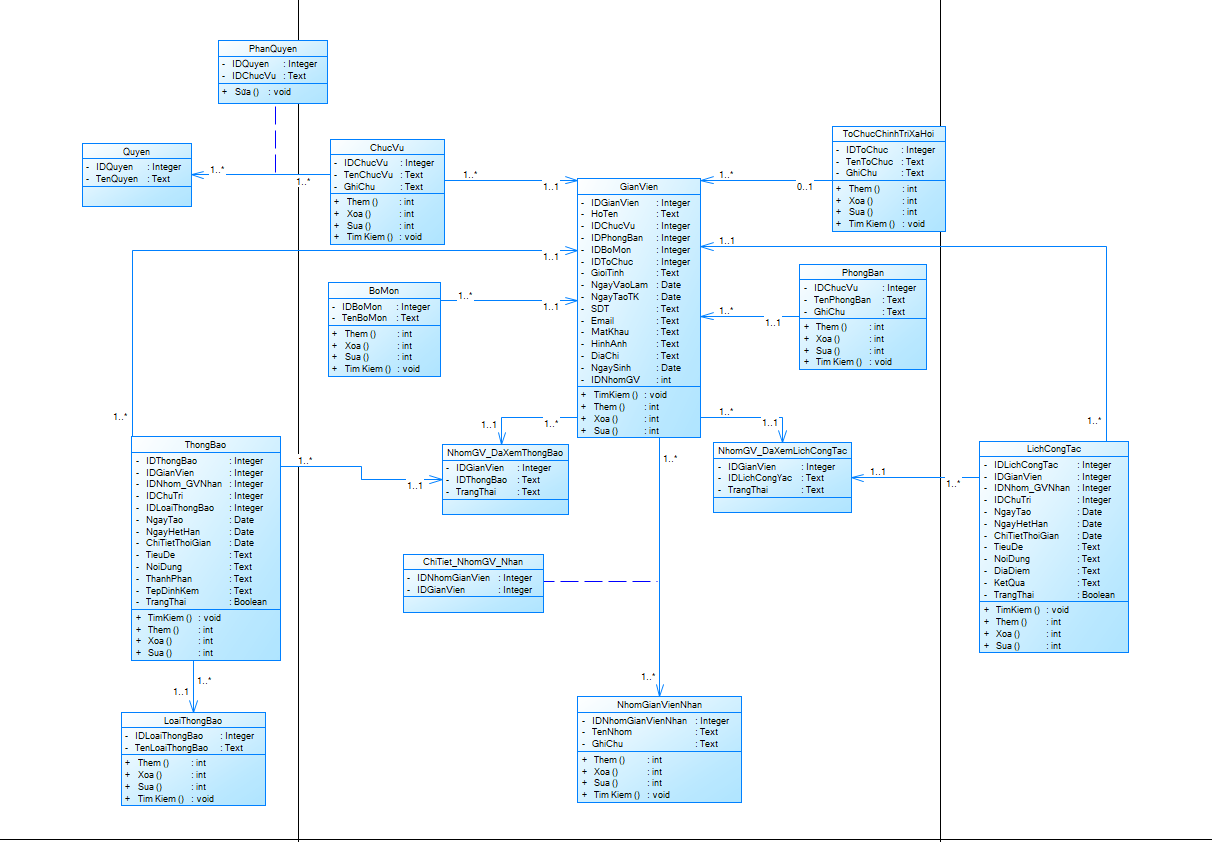 PhanQuyen
- IDQuyen : Integer
- IDChucVu : Text
+ Sửa () : void
Quyen
- IDQuyen : Integer
- TenQuyen : Text
1..*
1..*
ChucVu
- IDChucVu : Integer
- TenChucVu : Text
- GhiChu : Text
+ Them () : int
+ Xoa () : int
+ Sua () : int
+ Tim Kiem () : void
1..*
1..1
ToChucChinhTriXaHoi
- IDToChuc : Integer
- TenToChuc : Text
- GhiChu : Text
+ Them () : int
+ Xoa () : int
+ Sua () : int
+ Tim Kiem () : void
1..*
0..1
GianVien
- IDGianVien : Integer
- HoTen : Text
- IDChucVu : Integer
- IDPhongBan : Integer
- IDBoMon : Integer
- IDToChuc : Integer
- GioiTinh : Text
- NgayVaoLam : Date
- NgayTaoTK : Date
- SDT : Text
- Email : Text
- MatKhau : Text
- HinhAnh : Text
- DiaChi : Text
- NgaySinh : Date
- IDNhomGV : int
+ TimKiem () : void
+ Them () : int
+ Xoa () : int
+ Sua () : int
1..1
1..1
BoMon
- IDBoMon : Integer
- TenBoMon : Text
+ Them () : int
+ Xoa () : int
+ Sua () : int
+ Tim Kiem () : void
1..*
1..1
PhongBan
- IDChucVu : Integer
- TenPhongBan : Text
- GhiChu : Text
+ Them () : int
+ Xoa () : int
+ Sua () : int
+ Tim Kiem () : void
1..*
1..1
1..*
1..*
ThongBao
- IDThongBao : Integer
- IDGianVien : Integer
- IDNhom_GVNhan : Integer
- IDChuTri : Integer
- IDLoaiThongBao : Integer
- NgayTao : Date
- NgayHetHan : Date
- ChiTietThoiGian : Date
- TieuDe : Text
- NoiDung : Text
- ThanhPhan : Text
- TepDinhKem : Text
- TrangThai : Boolean
+ TimKiem () : void
+ Them () : int
+ Xoa () : int
+ Sua () : int
1..*
1..1
1..1
1..*
NhomGV_DaXemThongBao
- IDGianVien : Integer
- IDThongBao : Text
- TrangThai : Text
1..*
1..1
NhomGV_DaXemLichCongTac
- IDGianVien : Integer
- IDLichCongYac : Text
- TrangThai : Text
1..1
1..*
LichCongTac
- IDLichCongTac : Integer
- IDGianVien : Integer
- IDNhom_GVNhan : Integer
- IDChuTri : Integer
- NgayTao : Date
- NgayHetHan : Date
- ChiTietThoiGian : Date
- TieuDe : Text
- NoiDung : Text
- DiaDiem : Text
- KetQua : Text
- TrangThai : Boolean
+ TimKiem () : void
+ Them () : int
+ Xoa () : int
+ Sua () : int
1..*
ChiTiet_NhomGV_Nhan
- IDNhomGianVien : Integer
- IDGianVien : Integer
1..*
1..*
1..1
LoaiThongBao
- IDLoaiThongBao : Integer
- TenLoaiThongBao : Text
+ Them () : int
+ Xoa () : int
+ Sua () : int
+ Tim Kiem () : void
NhomGianVienNhan
- IDNhomGianVienNhan : Integer
- TenNhom : Text
- GhiChu : Text
+ Them () : int
+ Xoa () : int
+ Sua () : int
+ Tim Kiem () : void